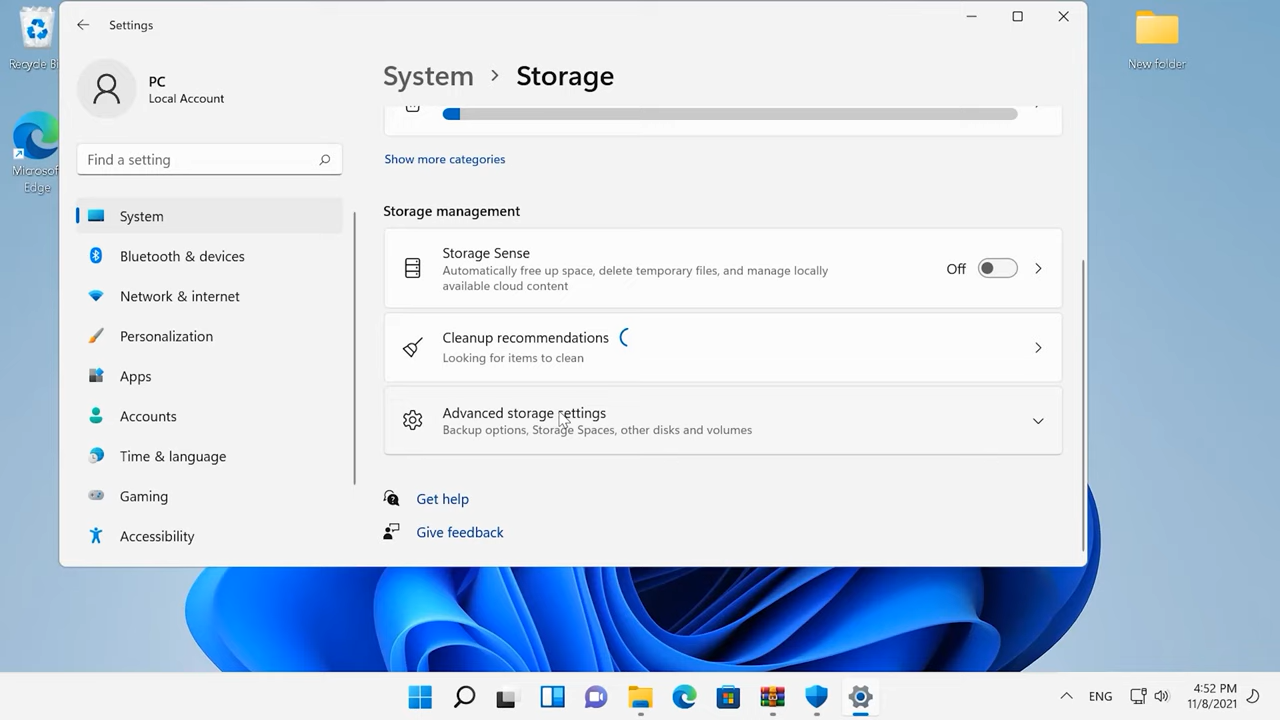 Settings
Recycle Bi
New folder
PC
Local Account
System > Storage
Find a setting
Microsof
Edge
Show more categories
System
Storage management
Bluetooth & devices
Storage Sense
Off
Automatically free up space, delete temporary files, and manage locally
available cloud content
Network & internet
Personalization
Cleanup recommendations
Looking for items to clean
Apps
Accounts
Advanced storage settings
Backup options, Storage Spaces, other disks and volumes
Time & language
Gaming
Get help
Accessibility
Give feedback
ENG
4:52 PM
11/8/2021